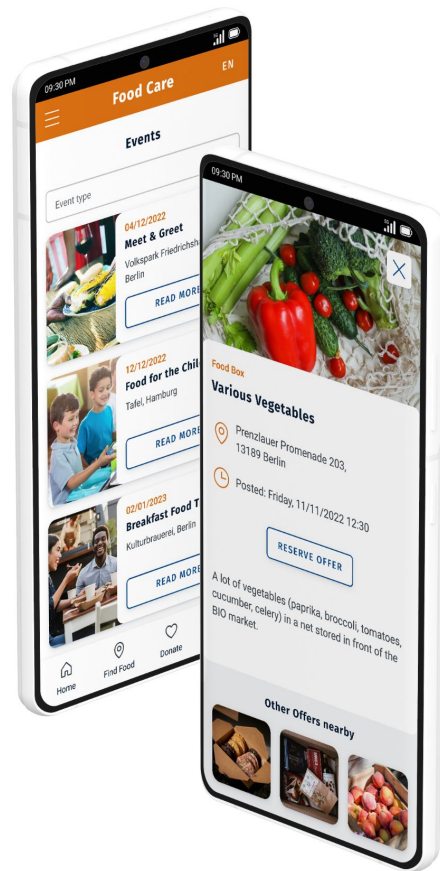 09:30 PM
Food Care
EN
Events
Event type
04/12/2022
Meet & Greet
Volkspark
Berlin
READ MORE
12/12/2022
Food for the
Tafel, Hamburg
READ MORE
02/01/2023
Breakfast Food
Kulturbrauerei, Berlin
READ MORE
Home
Find Food
Donate
09:30 PM
Food Box
Various Vegetables
Prenzlauer Promenade 203,
13189 Berlin
Posted: Friday, 11/11/2022 12:30
RESERVE OFFER
A lot of vegetables (paprika, broccoli, tomatoes,
cucumber, celery) in a net stored in front of the
BIO market.
Other Offers nearby